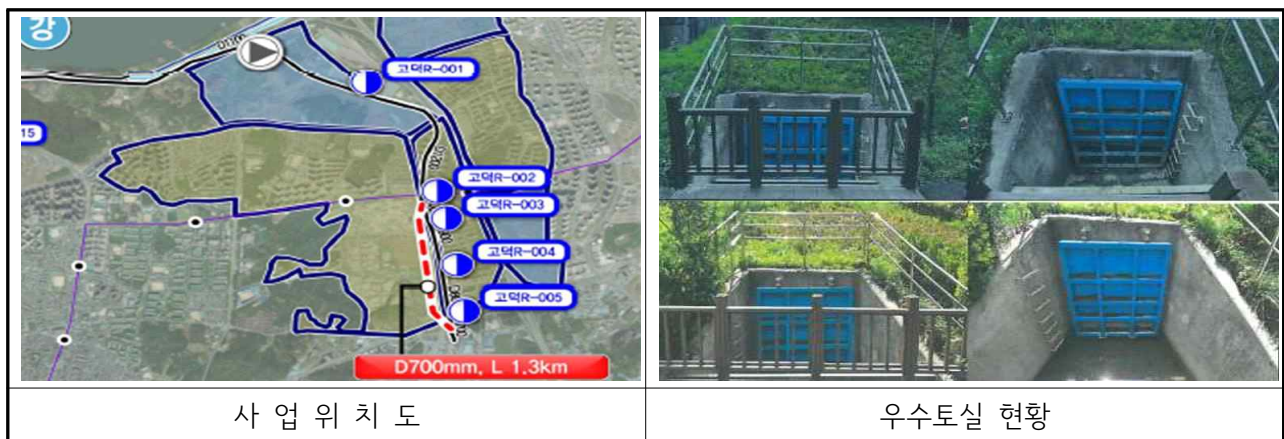 강
D1100
고덕R-001
15
고덕R-002
고덕R-003
고덕R-004
고덕R-005
D700mm, L 1.3km
사 업 위 치 도
우수토실 현황